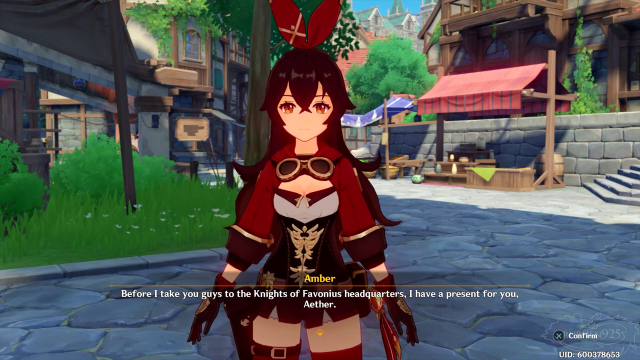 Amber
Before I take you guys to the Knights of Favonius headquarters, I have a present for you,
Aether.
Confirm
UID: 600378653